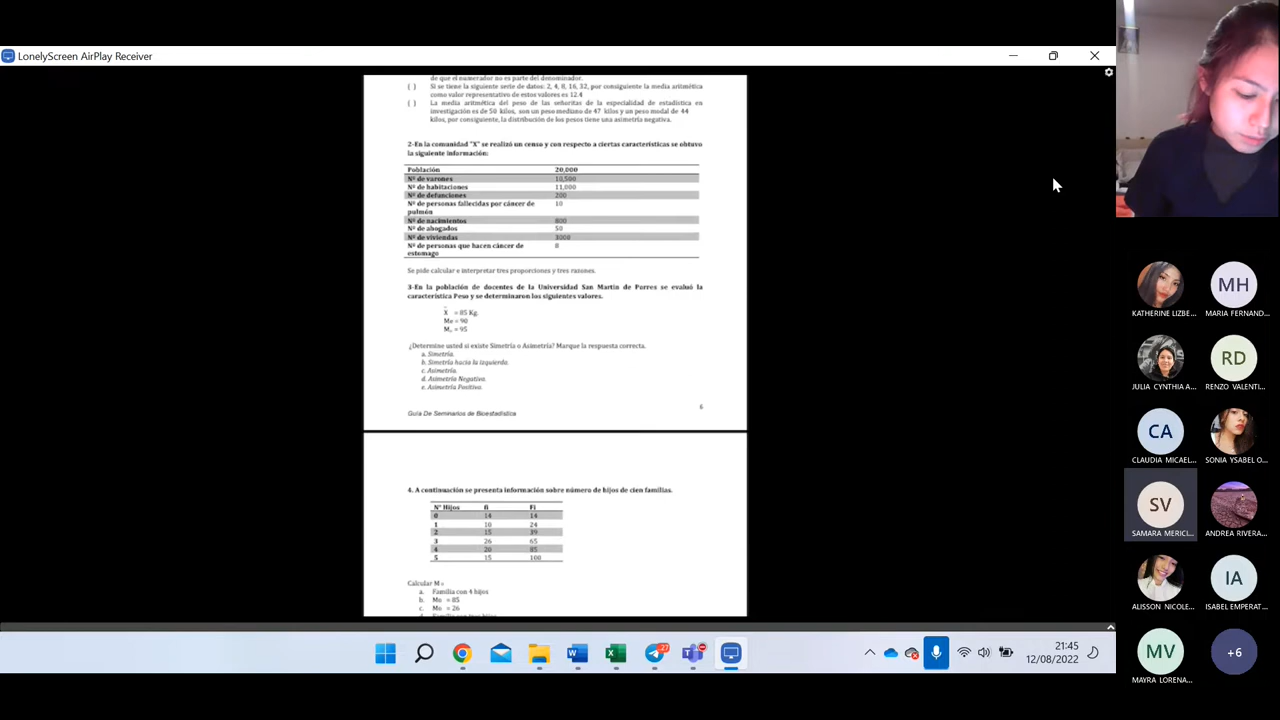 LonelyScreen AirPlay Receiver
de que el numerador no es parte del denominador.
( ) Si se tiene la siguiente serie de datos: 2, 4, 8, 16, 32, por consiguiente la media aritmética
como valor representativo de estos valores es 12.4
( ) La media aritmética del peso de las señoritas de la especialidad de estadística en
investigación es de 50 kilos, son un peso mediano de 47 kilos y un peso modal de 44
kilos, por consiguiente, la distribución de los pesos tiene una asimetría negativa.
2-En la comunidad "X" se realizó un censo y con respecto a ciertas características se obtuvo
la siguiente información:
Población 20,000
Nº de varones 10,500
Nº de habitaciones 11,000
Nº de defunciones 200
Nº de personas fallecidas por cáncer de 10
pulmón
Nº de nacimientos 800
Nº de abogados 50
Nº de viviendas 3000
Nº de personas que hacen cáncer de 8
estomago
Se pide calcular e interpretar tres proporciones y tres razones.
3-En la población de docentes de la Universidad San Martin de Porres se evaluó la
característica Peso y se determinaron los siguientes valores.
X = 85 Kg.
Me = 90
= 95
¿Determine usted si existe Simetría o Asimetría? Marque la respuesta correcta.
a. Simetría.
b. Simetría hacia la izquierda.
c. Asimetría.
d. Asimetría Negativa.
e. Asimetría Positiva.
6
Guía De Seminarios de Bioestadística
4. A continuación se presenta información sobre número de hijos de cien familias.
Nº Hijos fi Fi
0 14 14
1 10 24
2 15 39
3 26 65
4 20 85
5 15 100
Calcular M =
a. Familia con 4 hijos
b. Mo = 85
c. Mo = 26
KATHERINE LIZBE...
MH
MARIA FERNAND...
JULIA CYNTHIA A...
RD
RENZO VALENTI...
CA
CLAUDIA MICAEL...
SONIA YSABEL O...
SV
SAMARA MERICI...
ANDREA RIVERA...
ALISSON NICOLE...
IA
ISABEL EMPERAT...
MV
MAYRA LORENA...
+6
27
21:45
12/08/2022